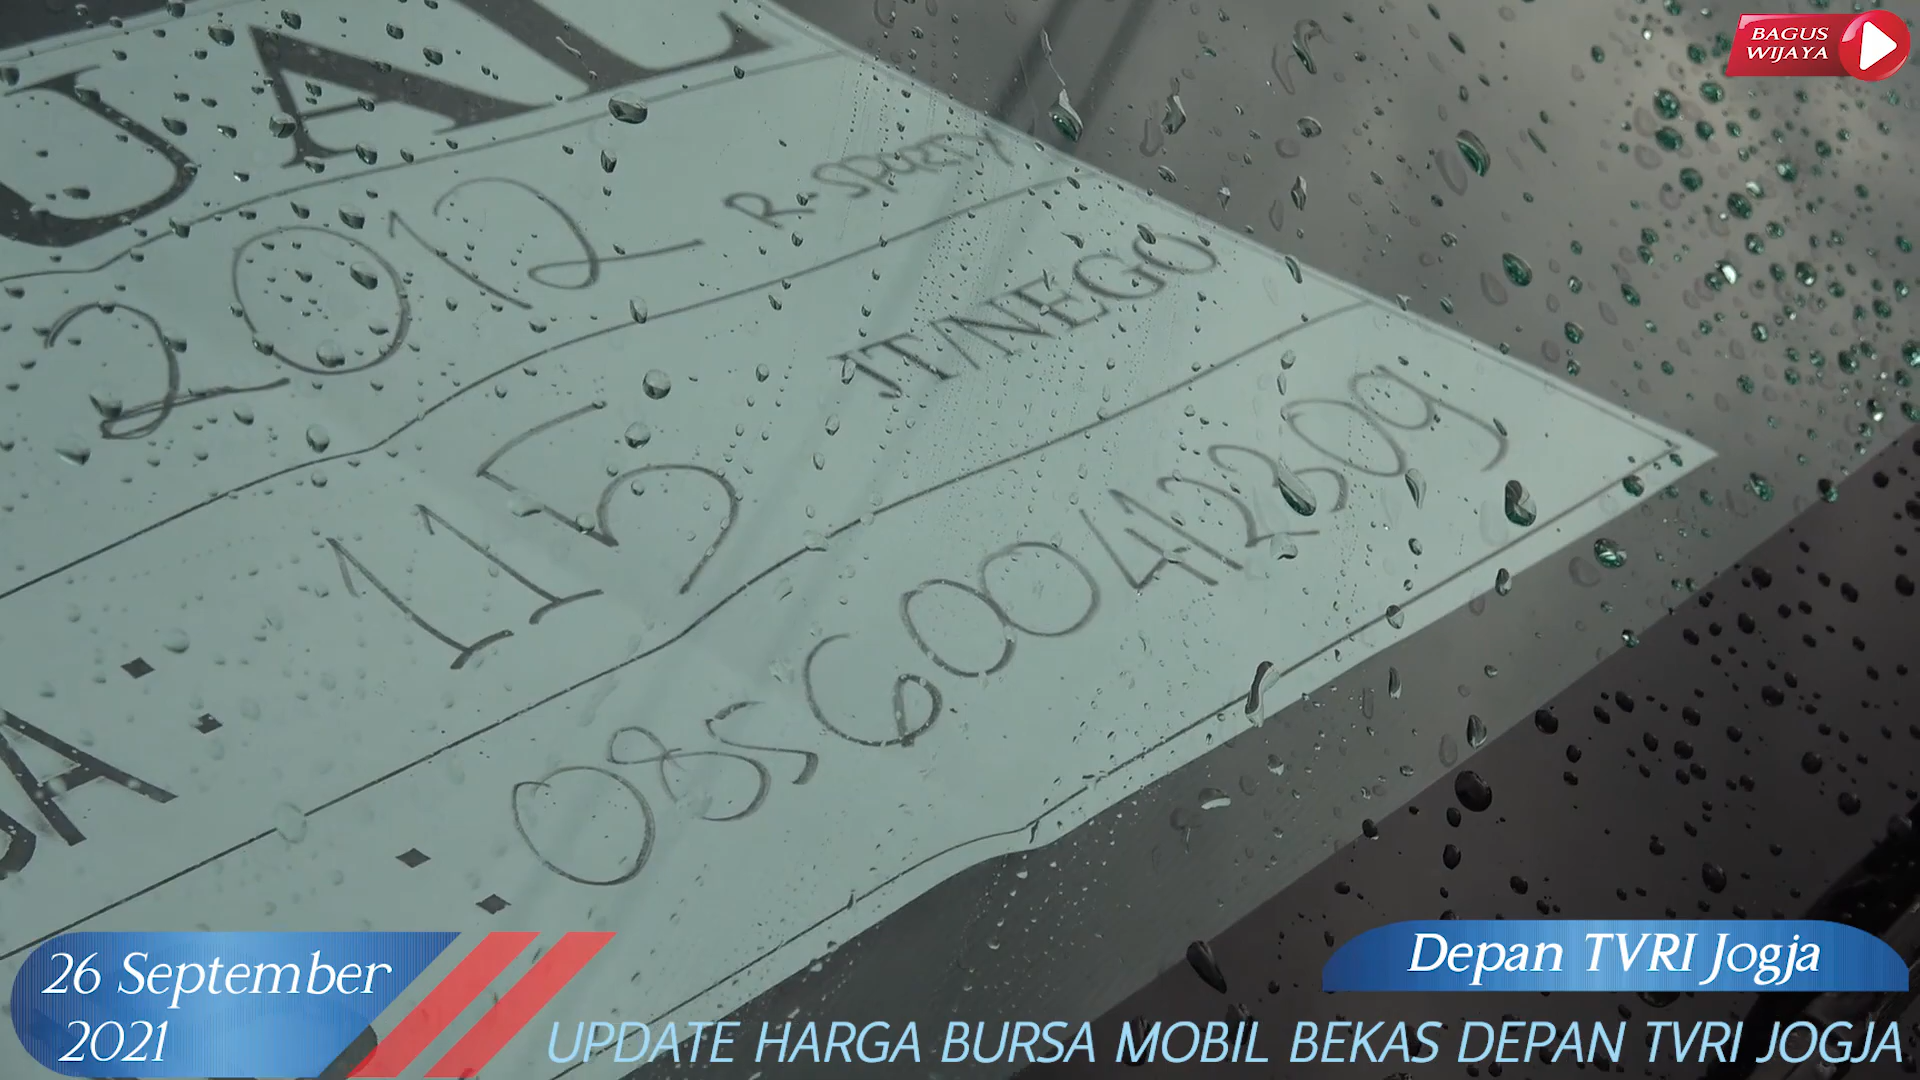 BAGUS
WIJAYA
UAL
2012 R-SPORTY
115 JT/NEGO
085600412309
26 September
2021
Depan TVRI Jogja
UPDATE HARGA BURSA MOBIL BEKAS DEPAN TVRI JOGJA